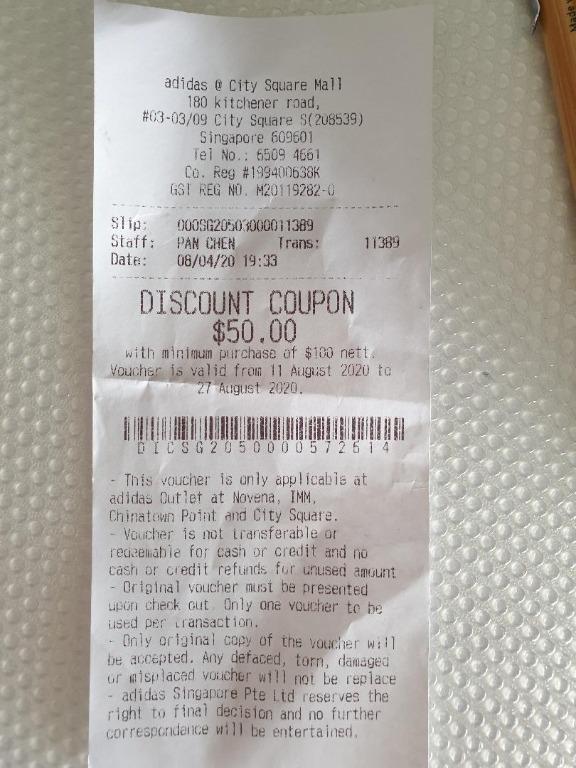 adidas @ City Square Mall
180 kitchener road,
#03-03/09 City Square S(208539)
Singapore 609601
Tel No.: 6509 4661
Co. Reg #199400638K
GST REG NO. M20119282-0
Slip: 000SG20503000011389
Staff: PAN CHEN Trans: 11389
Date: 08/04/20 19:33
DISCOUNT COUPON
$50.00
with minimum purchase of $100 nett.
Voucher is valid from 11 August 2020 to
27 August 2020.
DICSG2050000572614
- This voucher is only applicable at
adidas Outlet at Novena, IMM,
Chinatown Point and City Square.
- Voucher is not transferable or
redeemable for cash or credit and no
cash or credit refunds for unused amount
- Original voucher must be presented
upon check out. Only one voucher to be
used per transaction.
- Only original copy of the voucher will
be accepted. Any defaced, torn, damaged
or misplaced voucher will not be replace
- adidas Singapore Pte Ltd reserves the
right to final decision and no further
correspondence will be entertained.